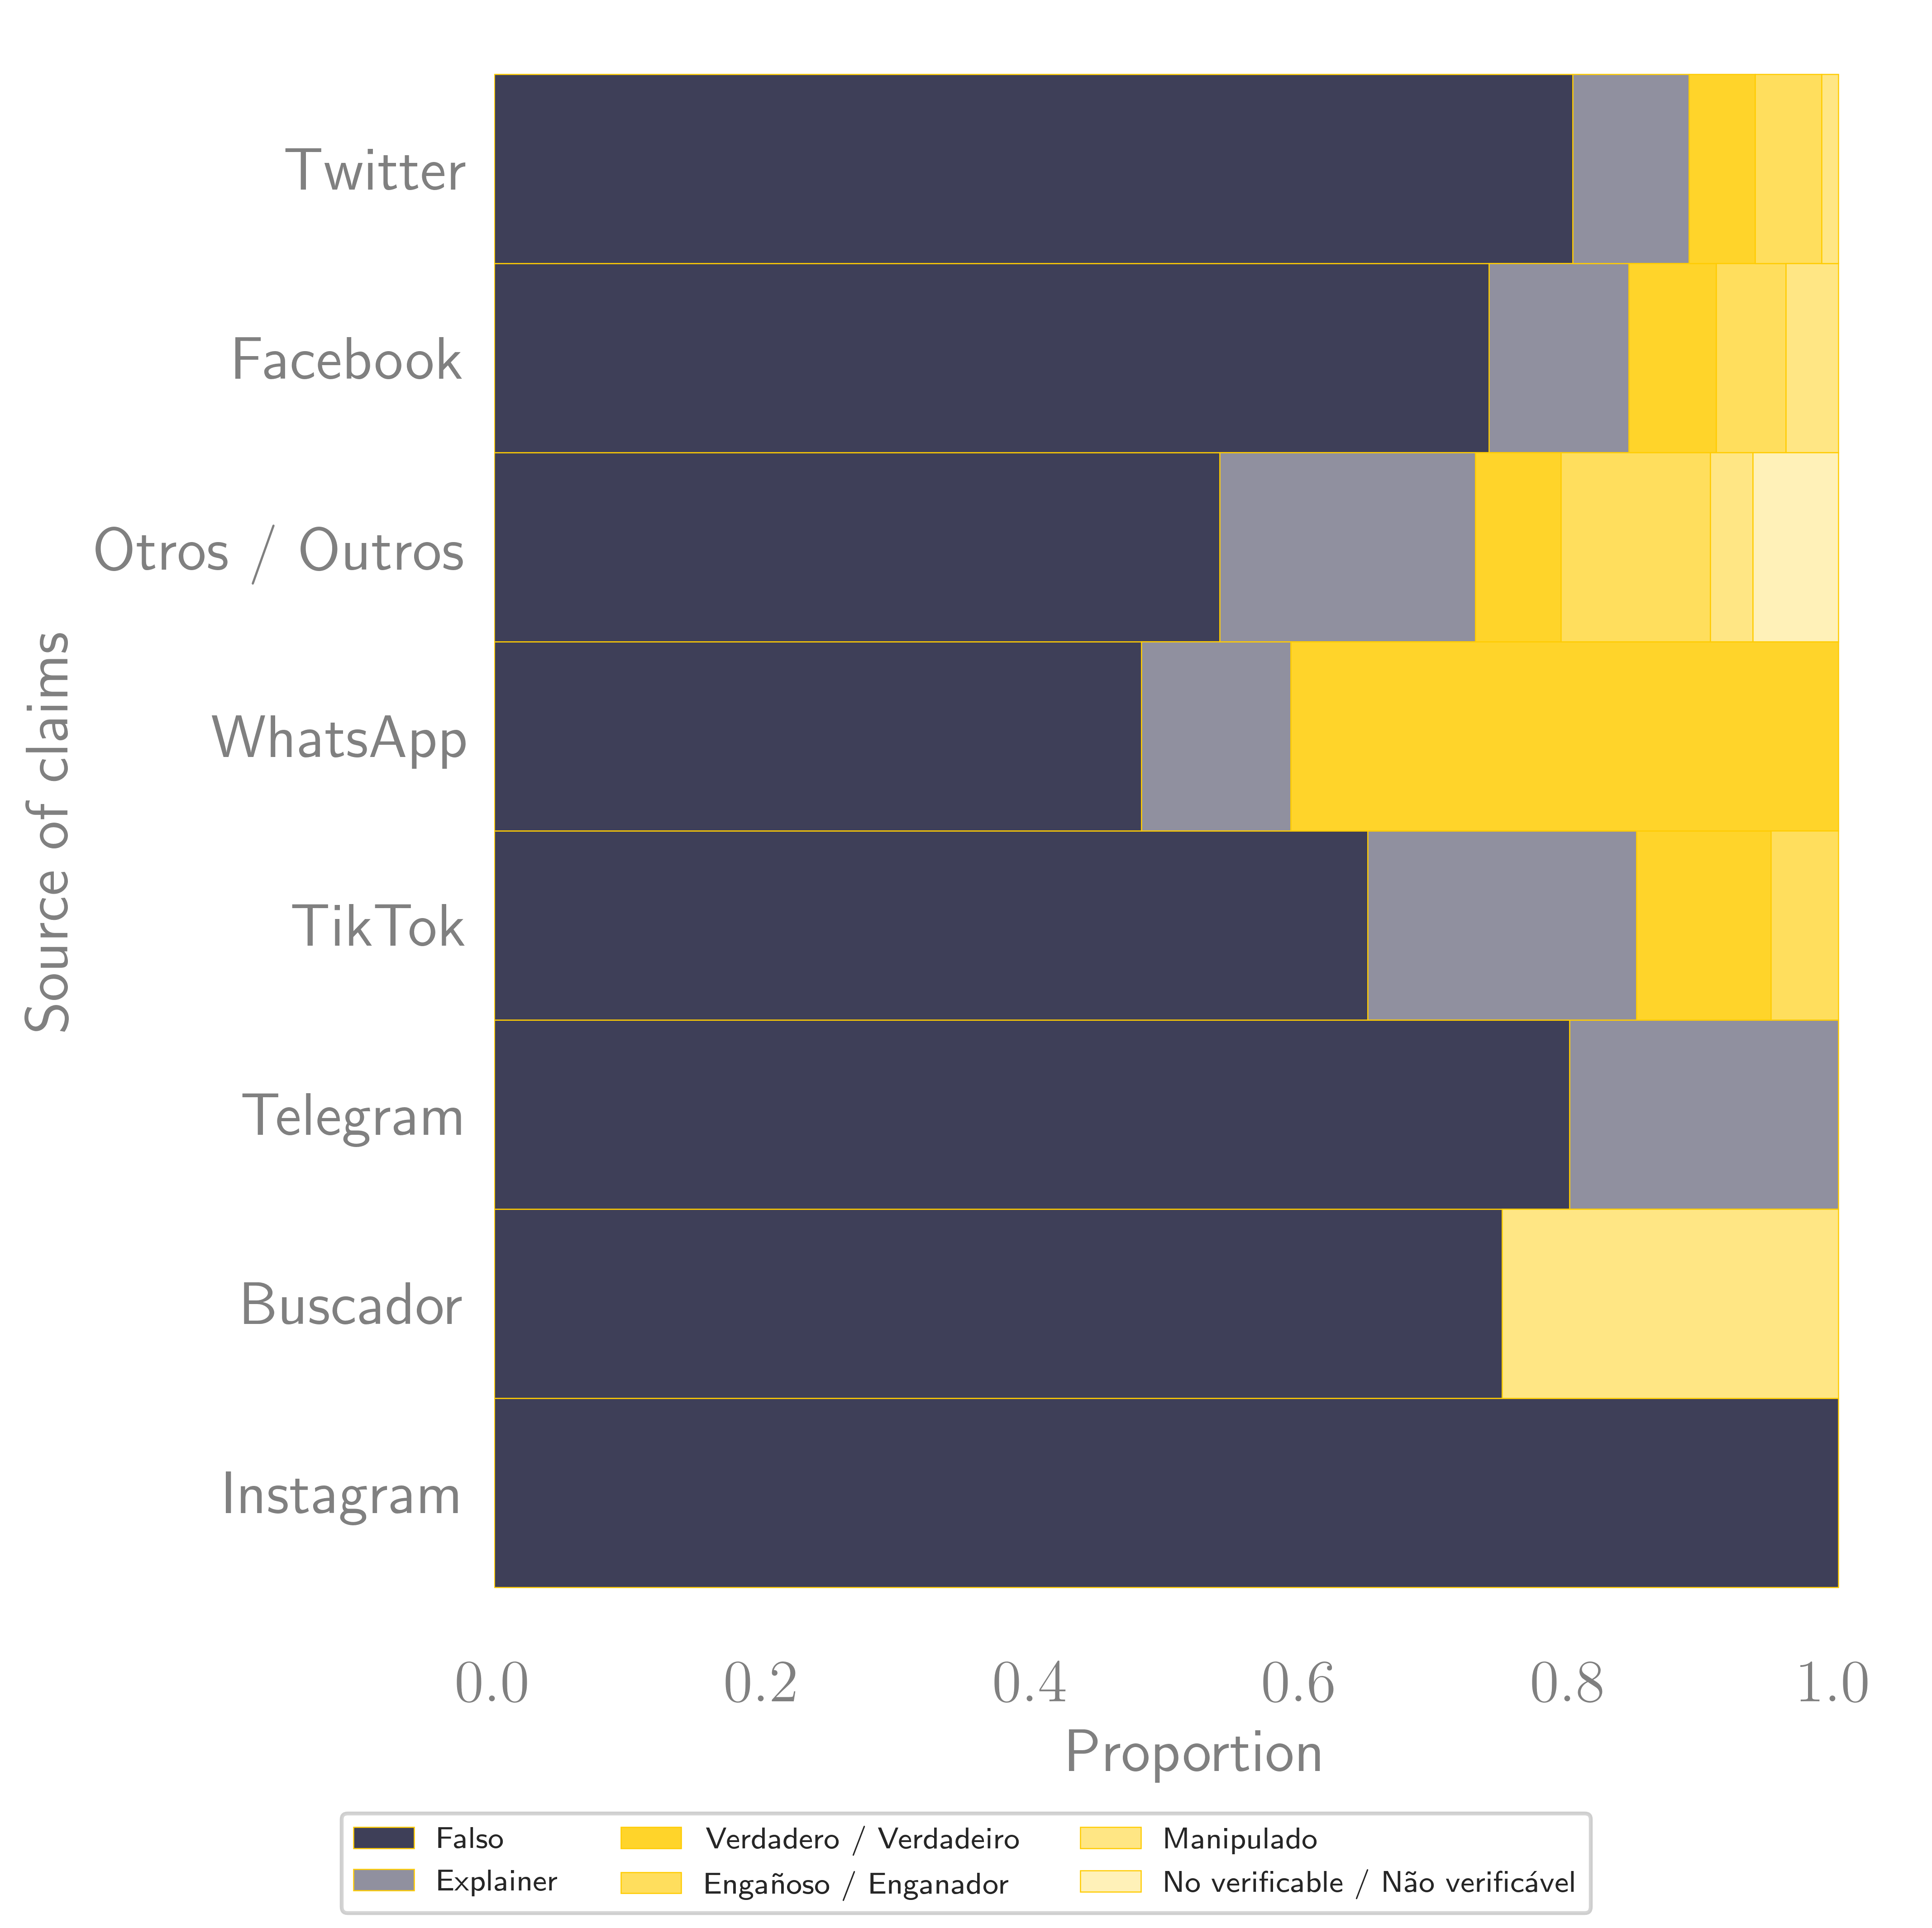 Source of claims
Twitter
Facebook
Otros / Outros
WhatsApp
TikTok
Telegram
Buscador
Instagram
0.0 0.2 0.4 0.6 0.8 1.0
Proportion
Falso
Explainer
Verdadero / Verdadeiro
Engañoso / Enganador
Manipulado
No verificable / Não verificável